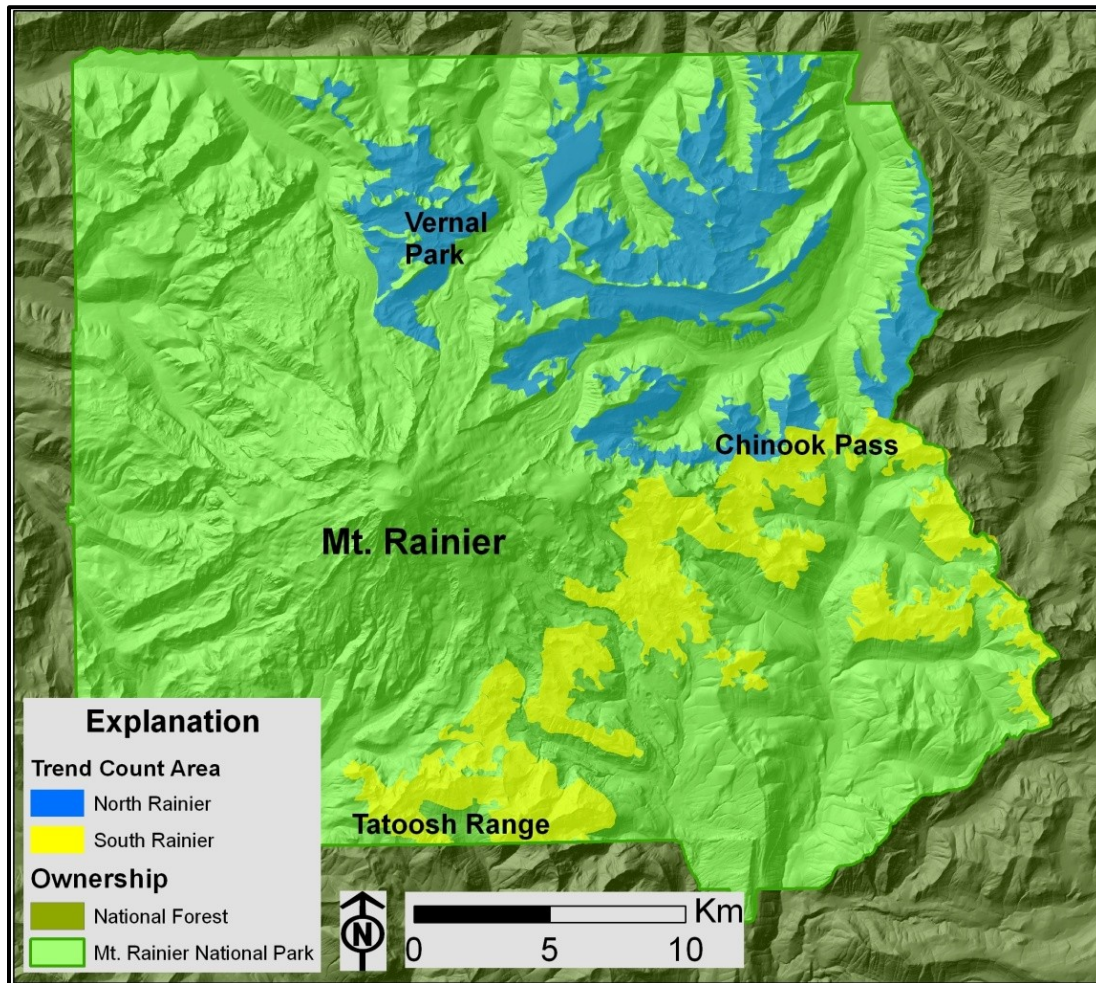 Vernal
Park
Chinook Pass
Mt. Rainier
Tatoosh Range
Explanation
Trend Count Area
North Rainier
South Rainier
Ownership
National Forest
Mt. Rainier National Park
N
Km
0 5 10